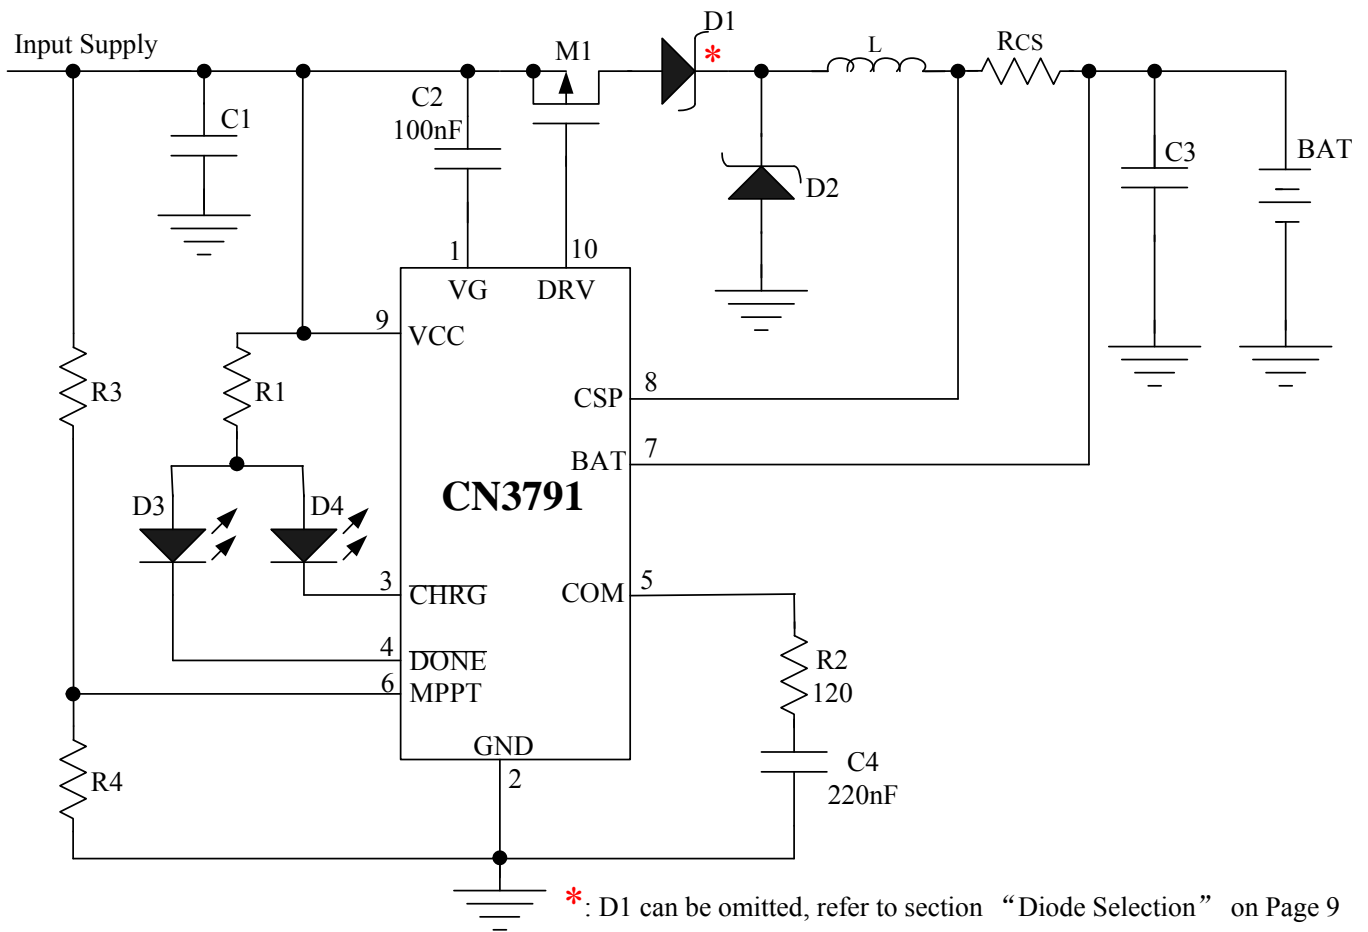 Input Supply
D1
*
M1
L
RCS
C2
100nF
C1
C3
BAT
D2
1
10
VG
DRV
9
VCC
R3
R1
8
CSP
7
BAT
CN3791
D3
D4
3
CHRG
COM
5
4
DONE
6
MPPT
R2
120
GND
2
R4
C4
220nF
*: D1 can be omitted, refer to section “Diode Selection” on Page 9